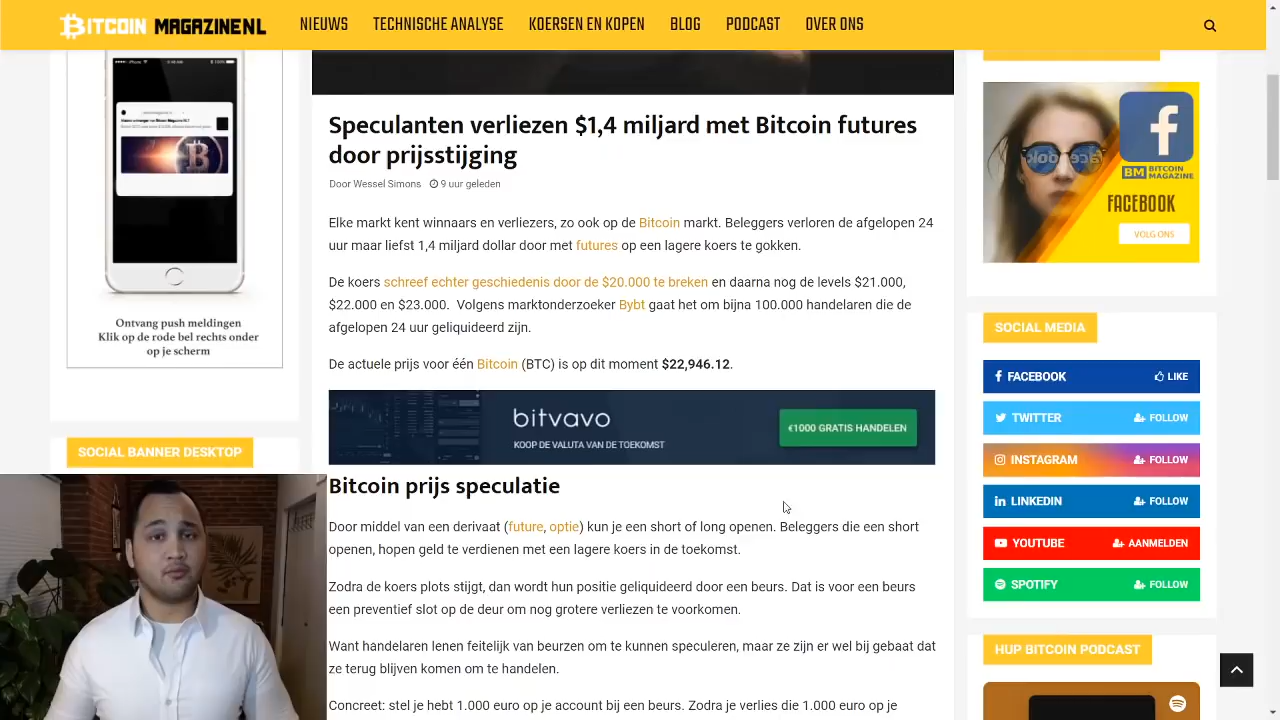 BITCOIN MAGAZINENL
NIEUWS
TECHNISCHE ANALYSE
KOERSEN EN KOPEN
BLOG
PODCAST
OVER ONS
Ontvang push meldingen
Klik op de rode bel rechts onder
op je scherm
SOCIAL BANNER DESKTOP
Speculanten verliezen $1,4 miljard met Bitcoin futures
door prijsstijging
Door Wessel Simons 9 uur geleden
Elke markt kent winnaars en verliezers, zo ook op de Bitcoin markt. Beleggers verloren de afgelopen 24
uur maar liefst 1,4 miljard dollar door met futures op een lagere koers te gokken.
De koers schreef echter geschiedenis door de $20.000 te breken en daarna nog de levels $21.000,
$22.000 en $23.000. Volgens marktonderzoeker Bybt gaat het om bijna 100.000 handelaren die de
afgelopen 24 uur geliquideerd zijn.
De actuele prijs voor één Bitcoin (BTC) is op dit moment $22,946.12.
bitvavo
KOOP DE VALUTA VAN DE TOEKOMST
€1000 GRATIS HANDELEN
Bitcoin prijs speculatie
Door middel van een derivaat (future, optie) kun je een short of long openen. Beleggers die een short
openen, hopen geld te verdienen met een lagere koers in de toekomst.
Zodra de koers plots stijgt, dan wordt hun positie geliquideerd door een beurs. Dat is voor een beurs
een preventief slot op de deur om nog grotere verliezen te voorkomen.
Want handelaren lenen feitelijk van beurzen om te kunnen speculeren, maar ze zijn er wel bij gebaat dat
ze terug blijven komen om te handelen.
Concreet: stel je hebt 1.000 euro op je account bij een beurs. Zodra je verlies die 1.000 euro op je
BM BITCOIN
MAGAZINE
FACEBOOK
VOLG ONS
SOCIAL MEDIA
FACEBOOK LIKE
TWITTER FOLLOW
INSTAGRAM FOLLOW
LINKEDIN FOLLOW
YOUTUBE AANMELDEN
SPOTIFY FOLLOW
HUP BITCOIN PODCAST